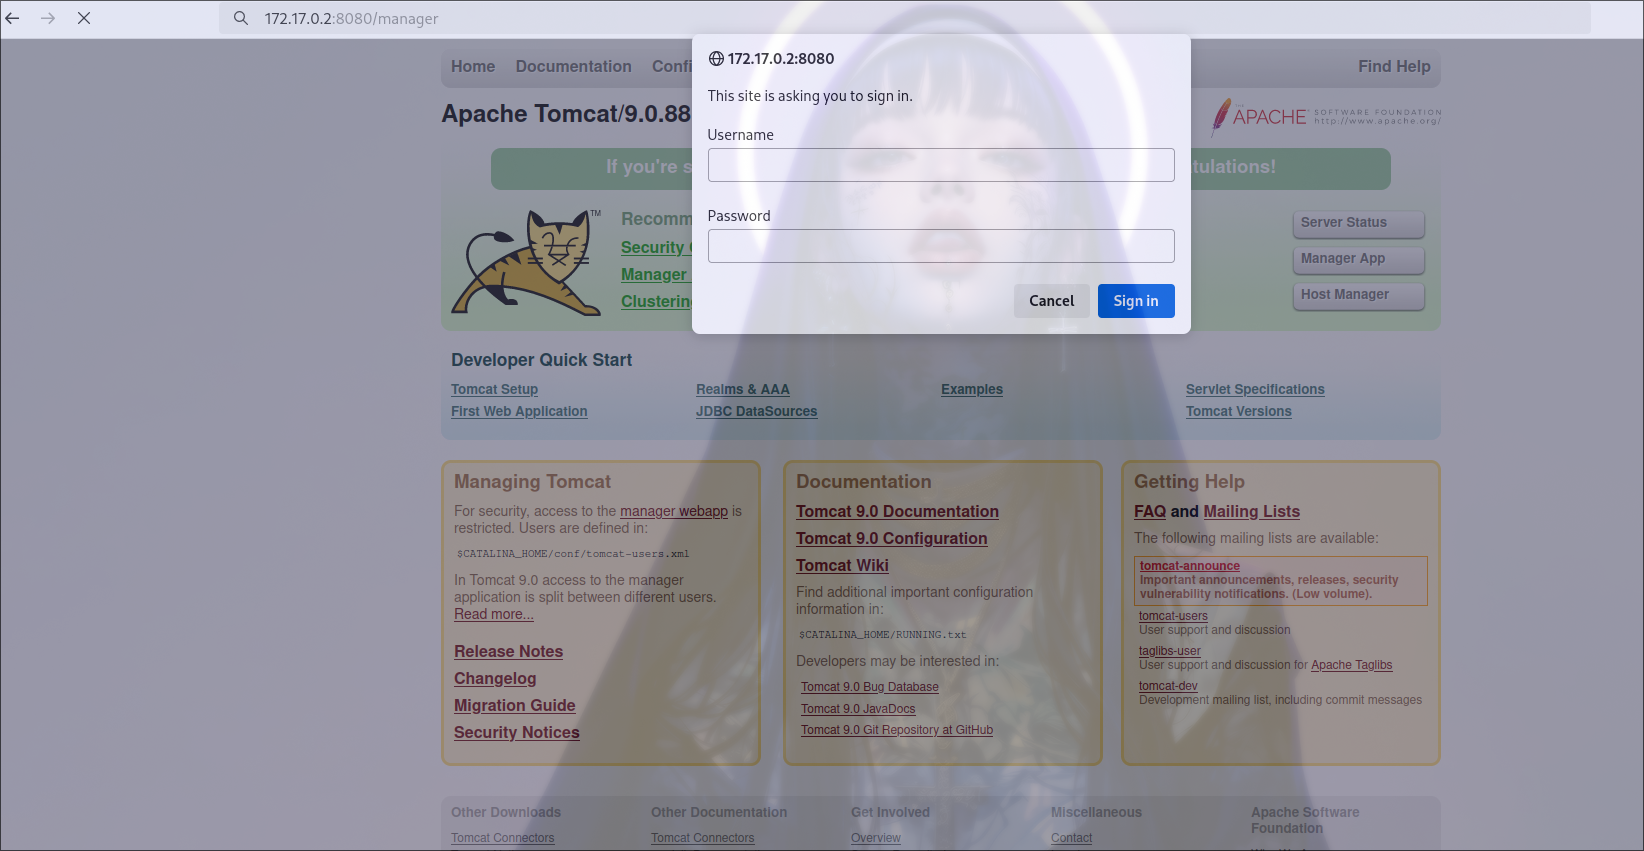 172.17.0.2:8080/manager
172.17.0.2:8080
This site is asking you to sign in.
Username
Password
Cancel
Sign in
Home Documentation Confi
Find Help
Apache Tomcat/9.0.88
THE
APACHE™
SOFTWARE FOUNDATION
http://www.apache.org/
If you're s
tulations!
TM
Recomm
Security
Manager
Clustering
Server Status
Manager App
Host Manager
Developer Quick Start
Tomcat Setup
First Web Application
Realms & AAA
JDBC DataSources
Examples
Servlet Specifications
Tomcat Versions
Managing Tomcat
For security, access to the manager webapp is
restricted. Users are defined in:
$CATALINA_HOME/conf/tomcat-users.xml
In Tomcat 9.0 access to the manager
application is split between different users.
Read more...
Release Notes
Changelog
Migration Guide
Security Notices
Documentation
Tomcat 9.0 Documentation
Tomcat 9.0 Configuration
Tomcat Wiki
Find additional important configuration
information in:
$CATALINA_HOME/RUNNING.txt
Developers may be interested in:
Tomcat 9.0 Bug Database
Tomcat 9.0 JavaDocs
Tomcat 9.0 Git Repository at GitHub
Getting Help
FAQ and Mailing Lists
The following mailing lists are available:
tomcat-announce
Important announcements, releases, security
vulnerability notifications. (Low volume).
tomcat-users
User support and discussion
taglibs-user
User support and discussion for Apache Taglibs
tomcat-dev
Development mailing list, including commit messages
Other Downloads
Tomcat Connectors
Other Documentation
Tomcat Connectors
Get Involved
Overview
Miscellaneous
Contact
Apache Software
Foundation